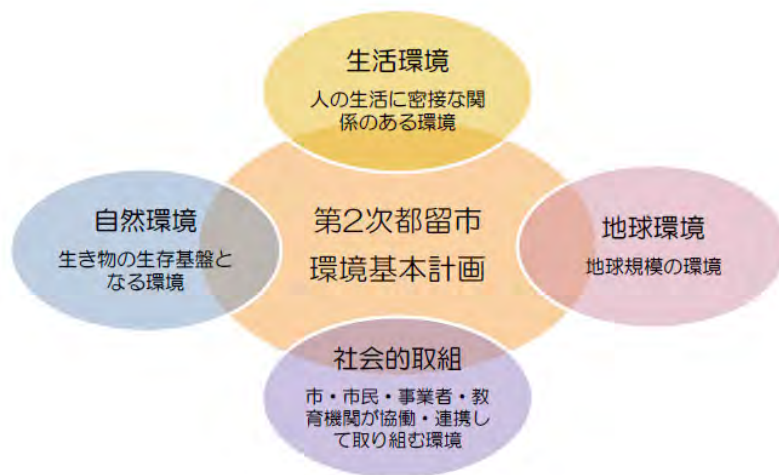 生活環境
人の生活に密接な関
係のある環境
自然環境
生き物の生存基盤と
なる環境
第2次都留市
環境基本計画
地球環境
地球規模の環境
社会的取組
市・市民・事業者・教
育機関が協働・連携し
て取り組む環境